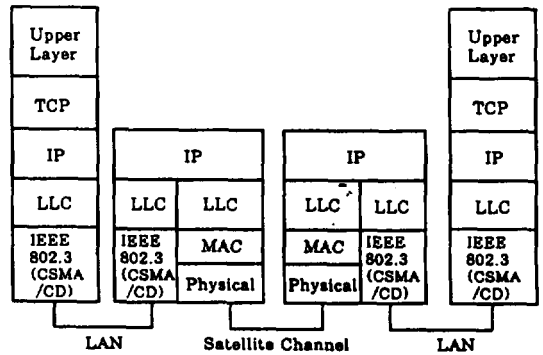 Upper
Layer
TCP
IP
LLC
IEEE
802.3
(CSMA
/CD)
IP
LLC
LLC
IEEE
802.3
(CSMA
/CD)
MAC
Physical
IP
LLC
LLC
MAC
Physical
IEEE
802.3
(CSMA
/CD)
Upper
Layer
TCP
IP
LLC
IEEE
802.3
(CSMA
/CD)
LAN
Satellite Channel
LAN